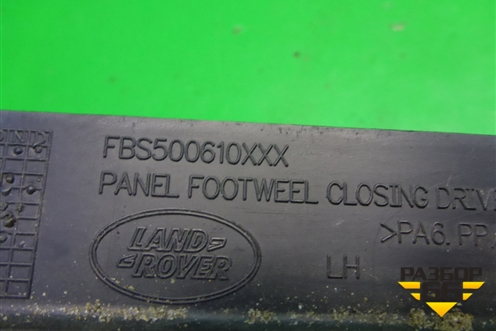 FBS500610XXX
PANEL FOOTWEEL CLOSING DRIV
>PA6, PP
LAND
ROVER
LH
РАЗБОР